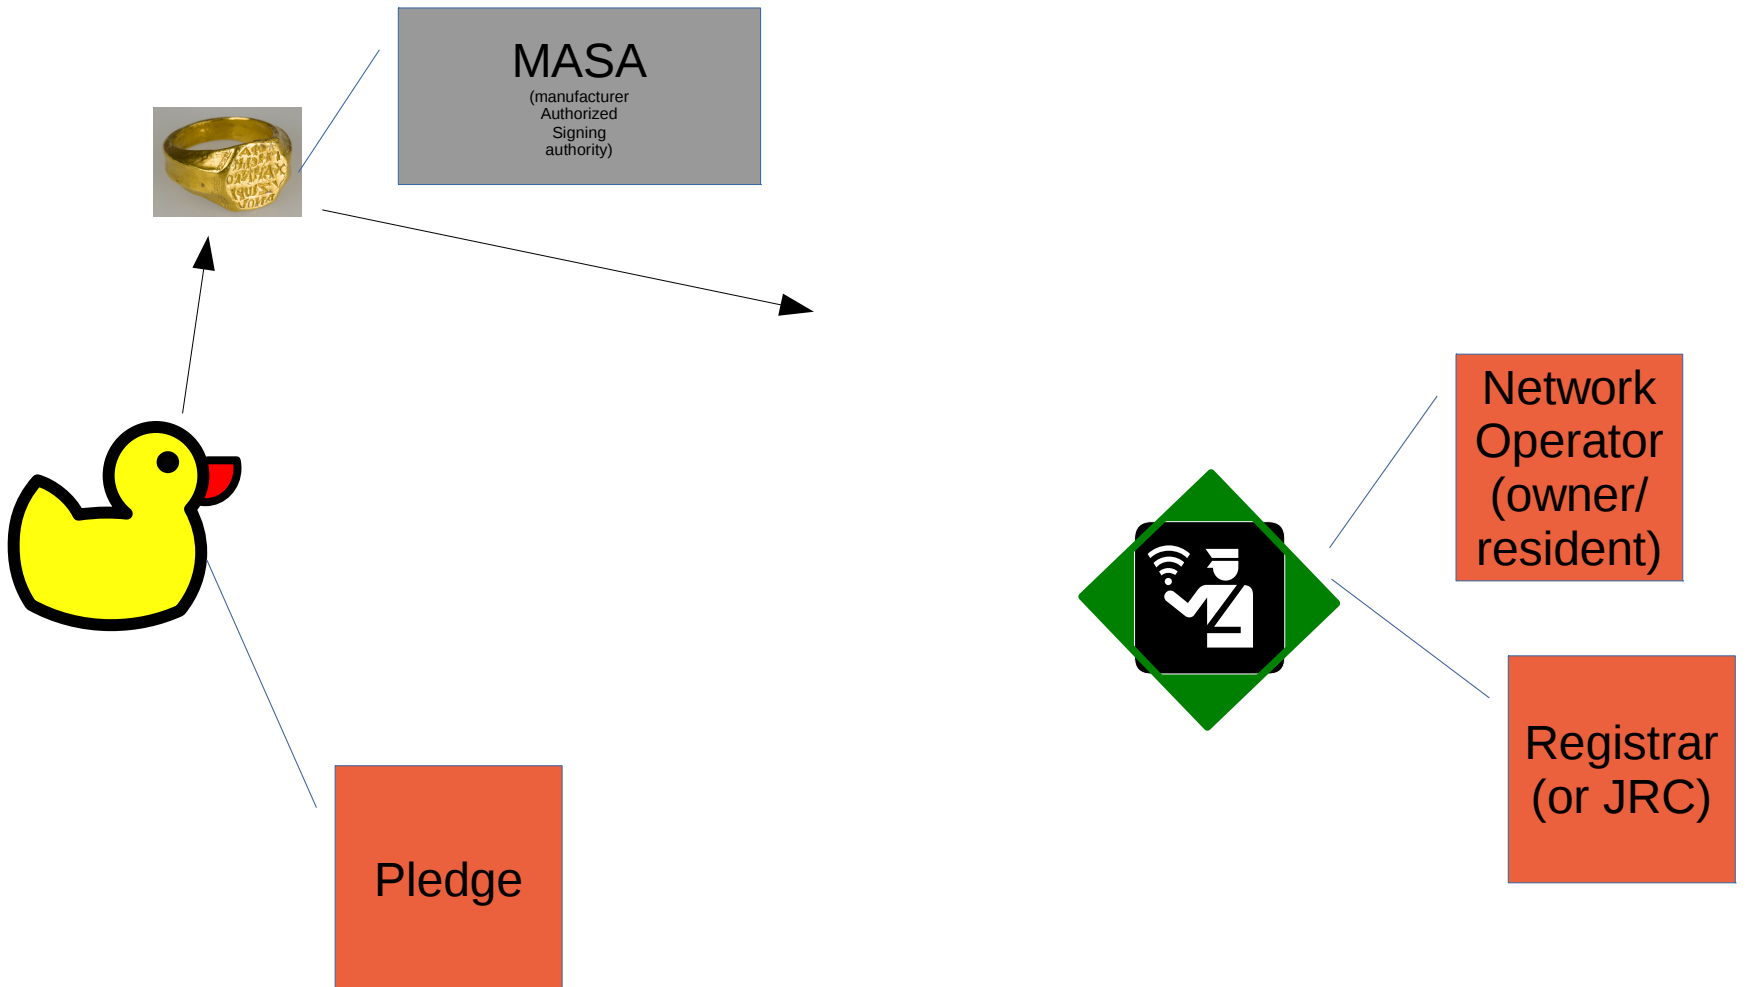 MASA
(manufacturer
Authorized
Signing
authority)
Network
Operator
(owner/
resident)
Registrar
(or JRC)
Pledge